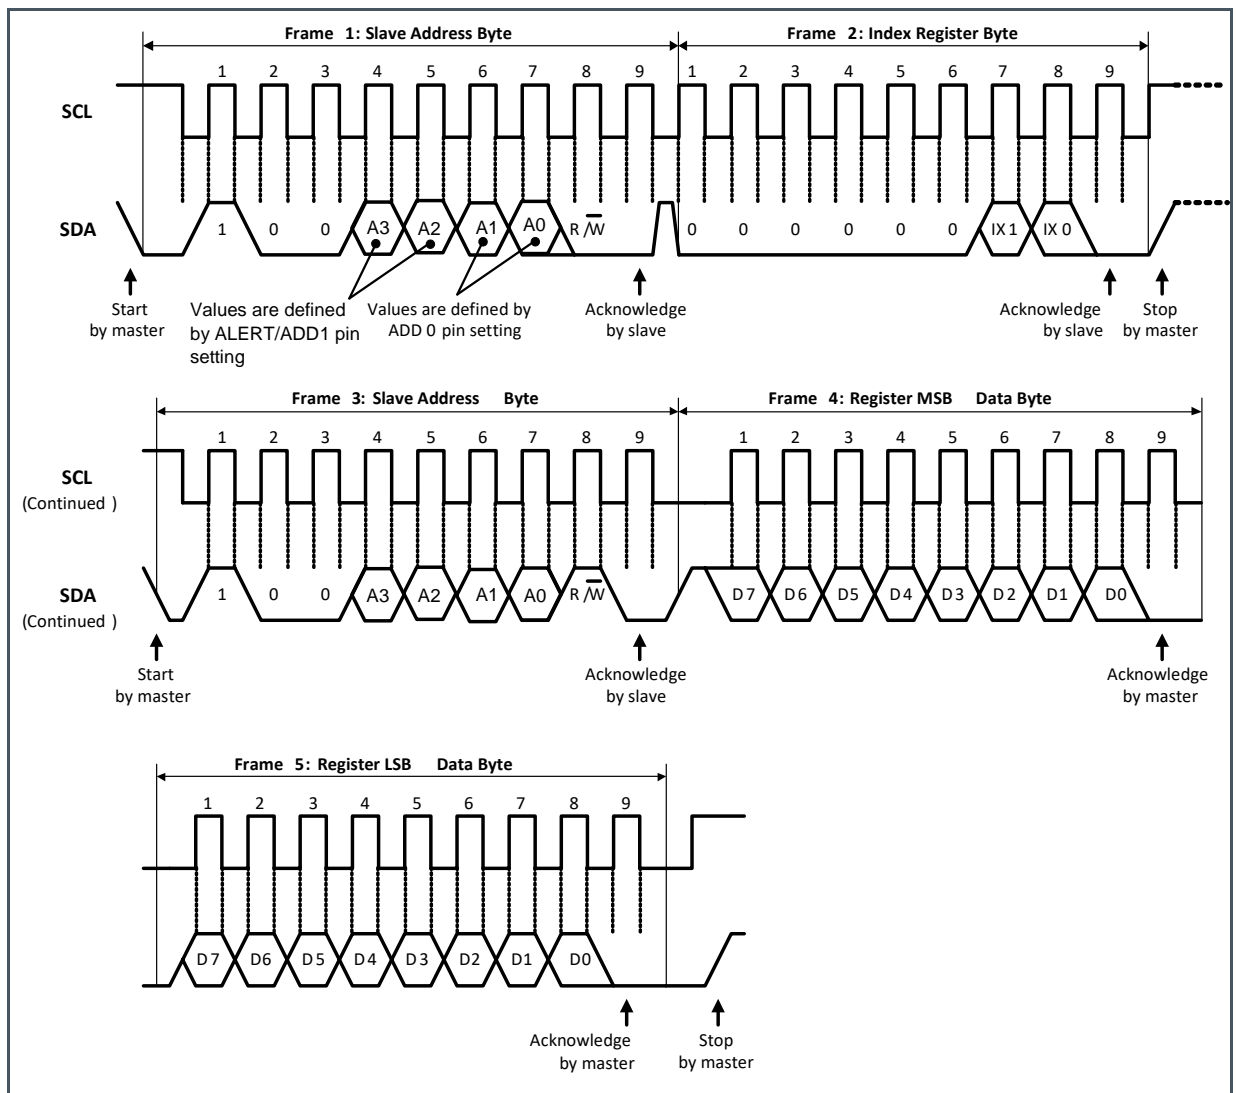 Frame 1: Slave Address Byte
Frame 2: Index Register Byte
1 2 3 4 5 6 7 8 9 1 2 3 4 5 6 7 8 9
SCL
SDA
1 0 0 A3 A2 A1 A0 R/W̅ 0 0 0 0 0 0 IX1 IX0
Start
by master
Values are defined
by ALERT/ADD1 pin
setting
Values are defined by
ADD 0 pin setting
Acknowledge
by slave
Acknowledge
by slave
Stop
by master
Frame 3: Slave Address Byte
Frame 4: Register MSB Data Byte
1 2 3 4 5 6 7 8 9 1 2 3 4 5 6 7 8 9
SCL
(Continued )
SDA
(Continued )
1 0 0 A3 A2 A1 A0 R/W̅ D7 D6 D5 D4 D3 D2 D1 D0
Start
by master
Acknowledge
by slave
Acknowledge
by master
Frame 5: Register LSB Data Byte
1 2 3 4 5 6 7 8 9
D7 D6 D5 D4 D3 D2 D1 D0
Acknowledge
by master
Stop
by master